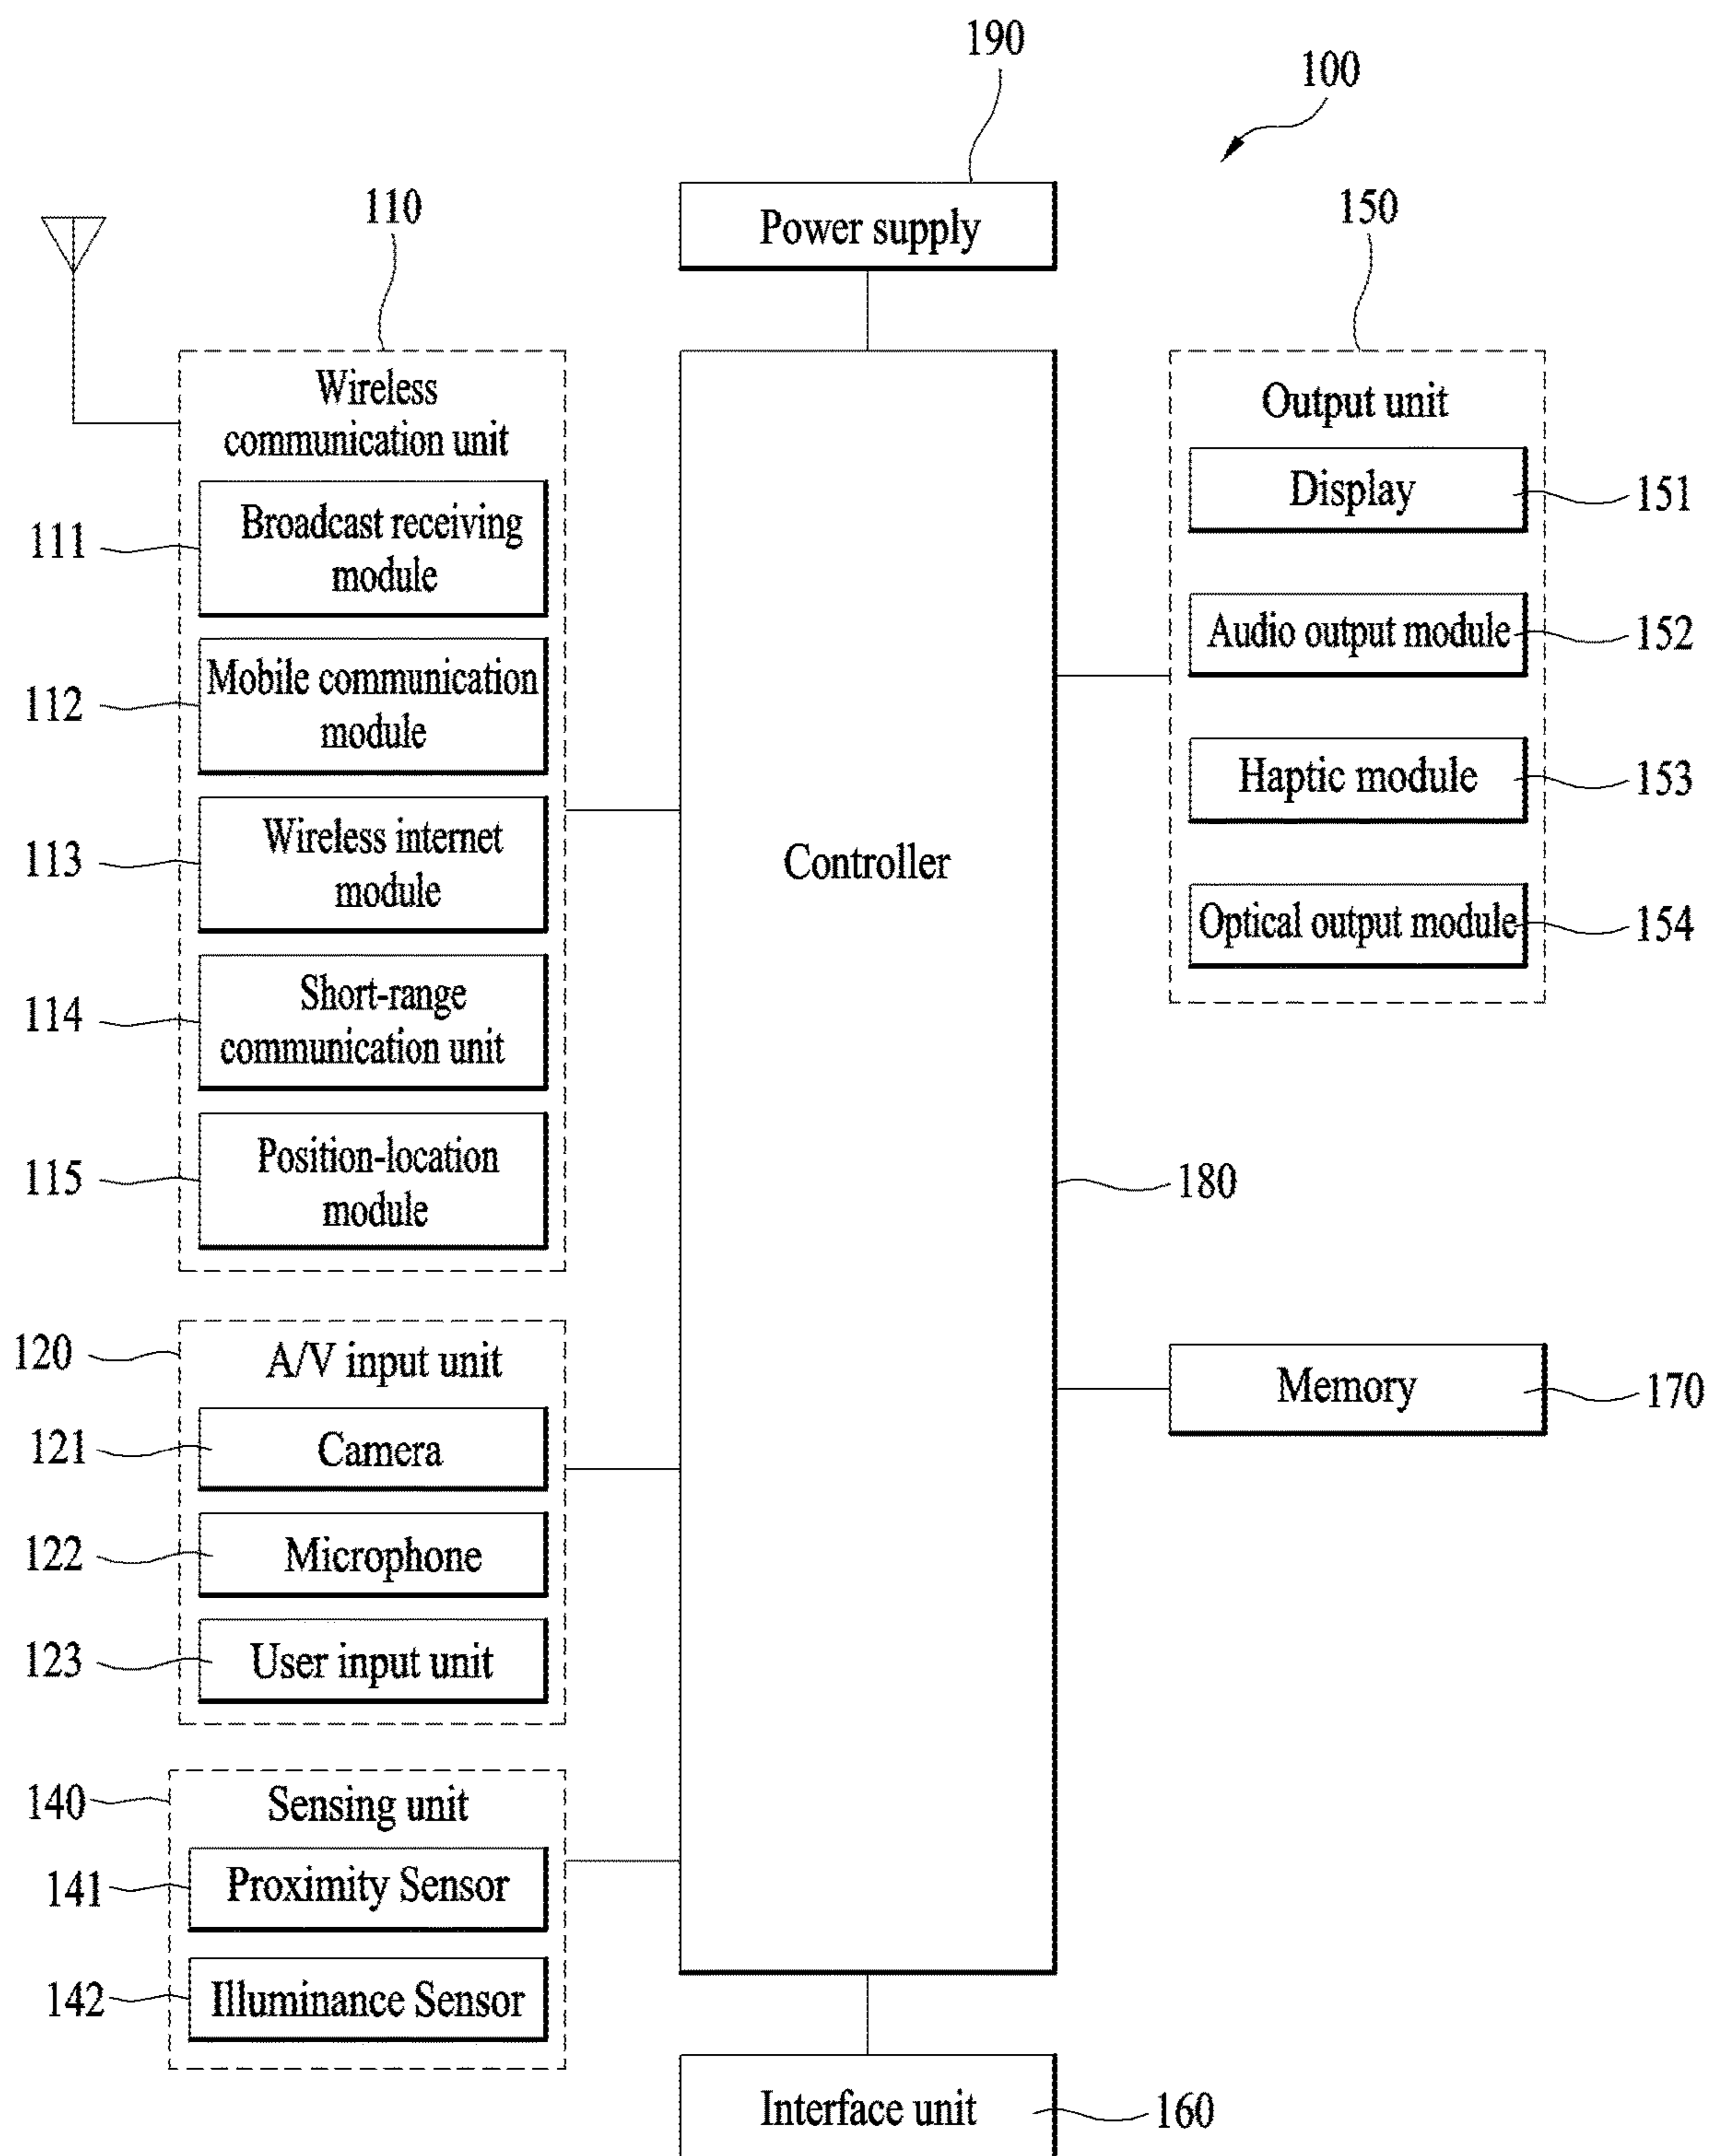 190
100
Power supply
110
150
Wireless
communication unit
Output unit
111
Broadcast receiving
module
Display
151
112
Mobile communication
module
Audio output module
152
113
Wireless internet
module
Controller
Haptic module
153
114
Short-range
communication unit
Optical output module
154
115
Position-location
module
180
120
A/V input unit
121
Camera
Memory
170
122
Microphone
123
User input unit
140
Sensing unit
141
Proximity Sensor
142
Illuminance Sensor
Interface unit
160